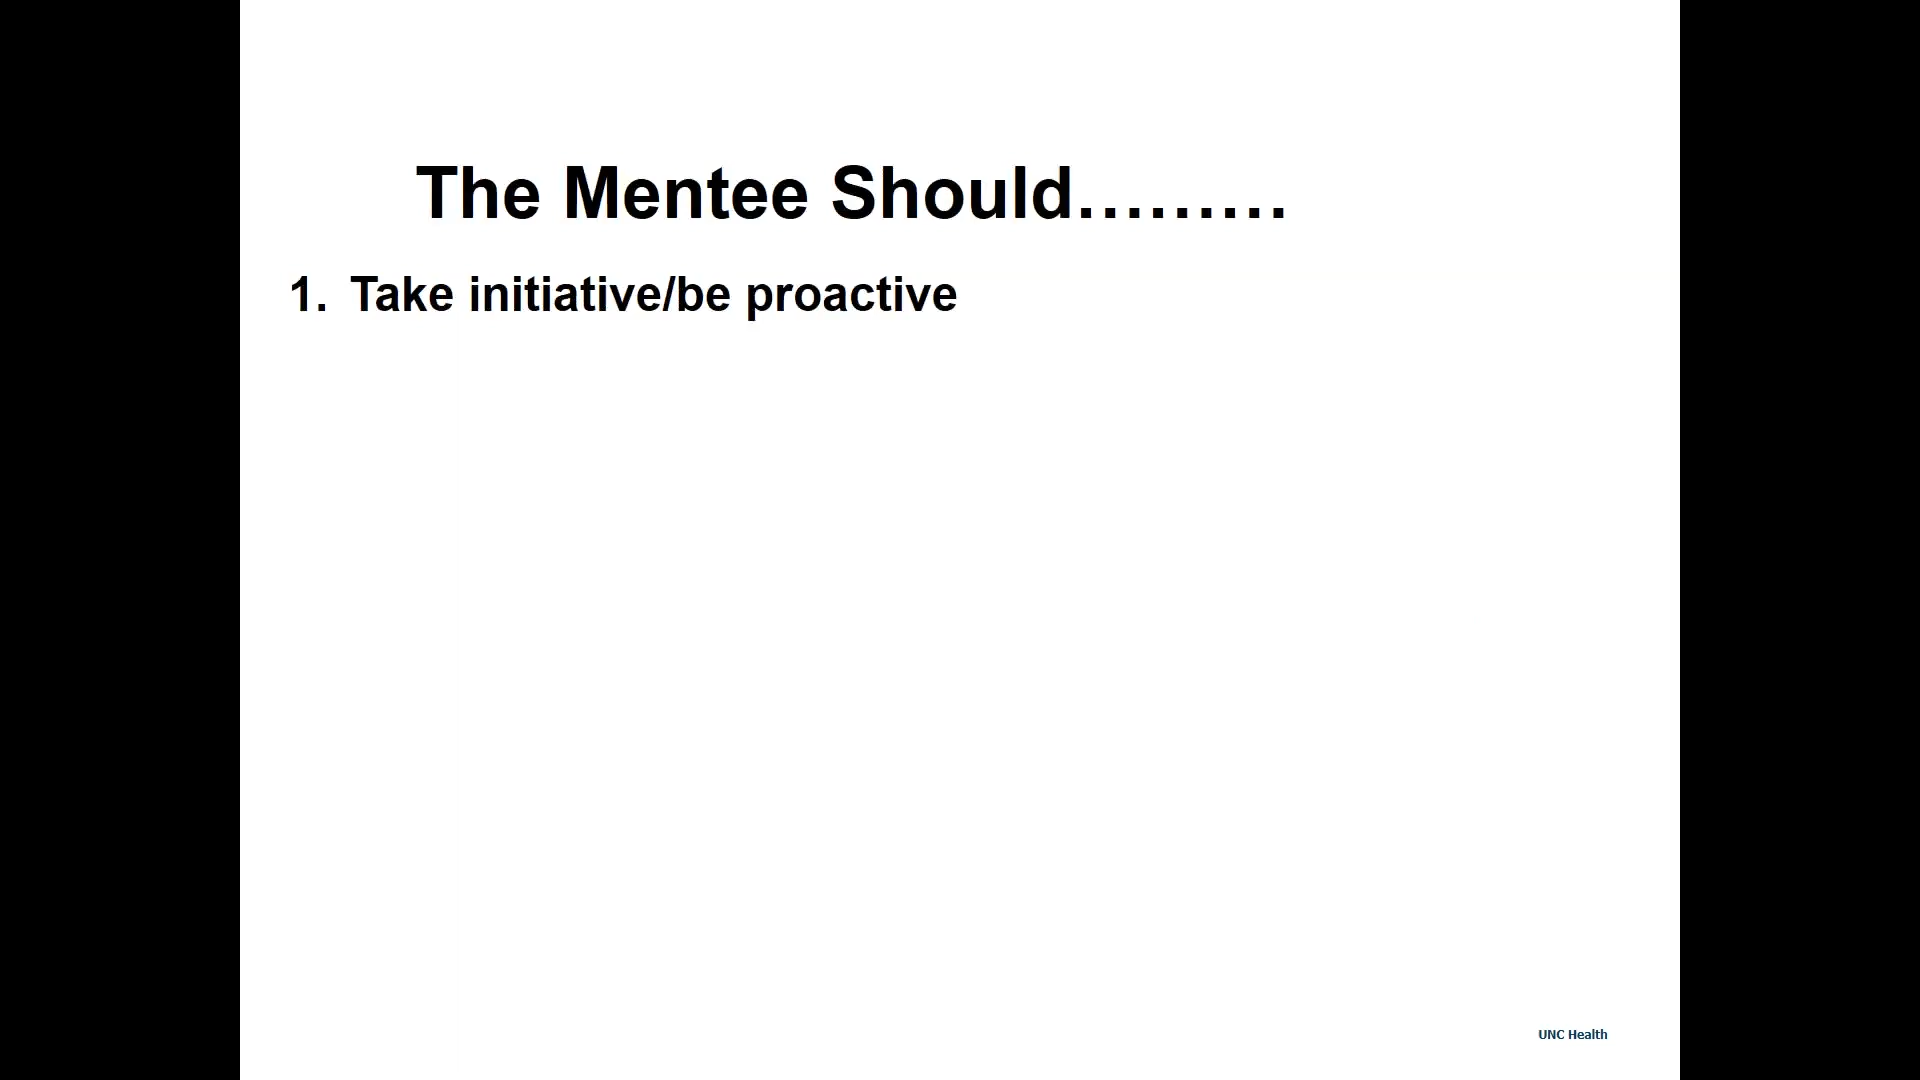 The Mentee Should.........
1. Take initiative/be proactive
UNC Health